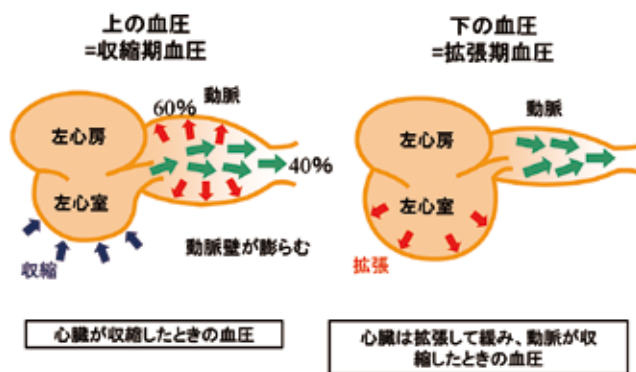 上の血圧
=収縮期血圧
60%
動脈
左心房
40%
左心室
動脈壁が膨らむ
収縮
心臓が収縮したときの血圧
下の血圧
=拡張期血圧
動脈
左心房
左心室
拡張
心臓は拡張して緩み、動脈が収
縮したときの血圧